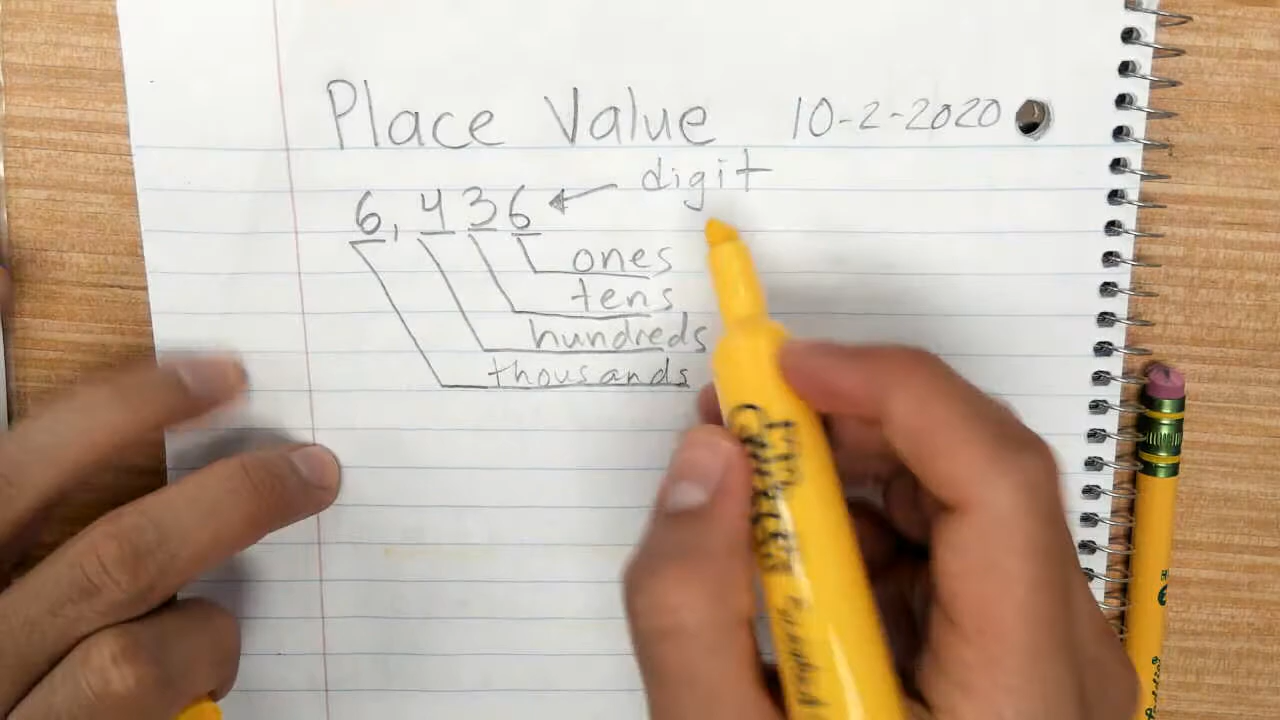 Place Value 10-2-2020
6,436 ← digit
ones
tens
hundreds
thousands